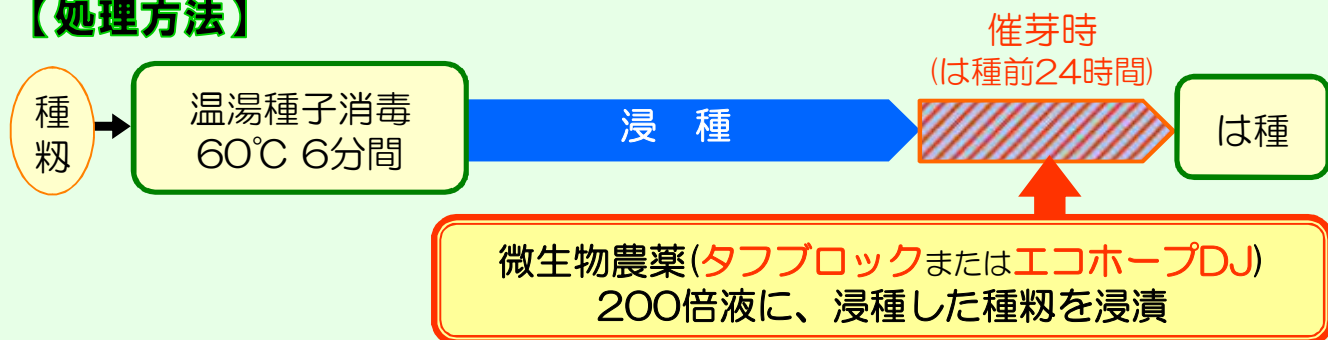 【処理方法】
催芽時
(は種前24時間)
種
籾
温湯種子消毒
60℃ 6分間
浸 種
は種
微生物農薬(タフブロックまたはエコホープDJ)
200倍液に、浸種した種籾を浸漬